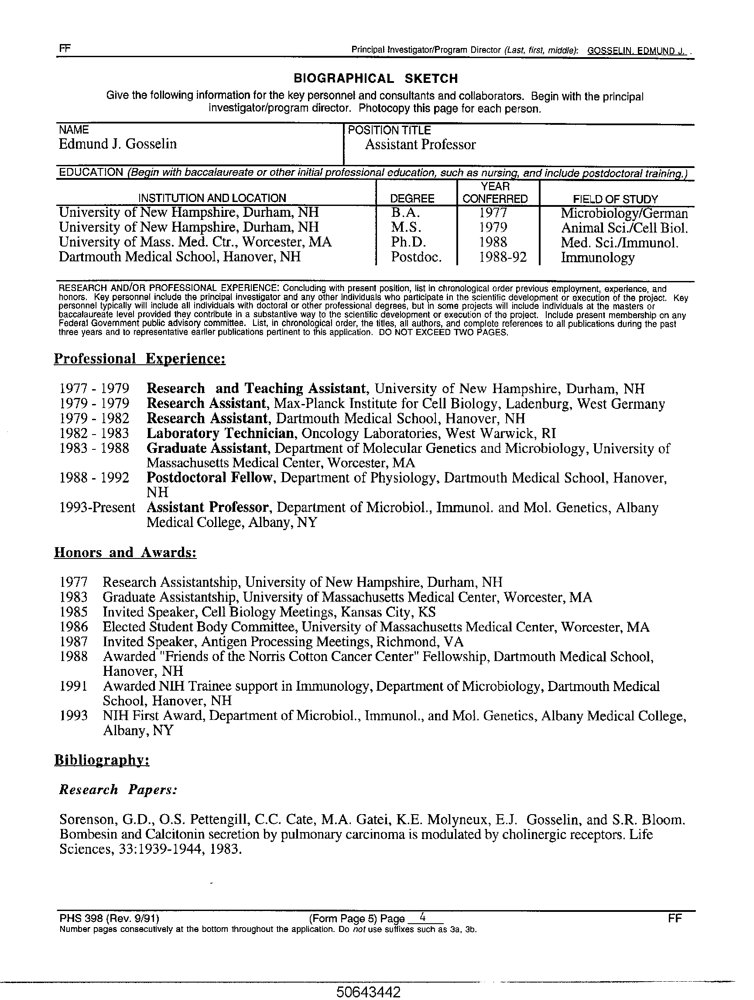 FF Principal Investigator/Program Director (Last, first, middle): GOSSELIN, EDMUND J.
BIOGRAPHICAL SKETCH
Give the following information for the key personnel and consultants and collaborators. Begin with the principal
investigator/program director. Photocopy this page for each person.
NAME POSITION TITLE
Edmund J. Gosselin Assistant Professor
EDUCATION (Begin with baccalaureate or other initial professional education, such as nursing, and include postdoctoral training.)
INSTITUTION AND LOCATION DEGREE YEAR CONFERRED FIELD OF STUDY
University of New Hampshire, Durham, NH B.A. 1977 Microbiology/German
University of New Hampshire, Durham, NH M.S. 1979 Animal Sci./Cell Biol.
University of Mass. Med. Ctr., Worcester, MA Ph.D. 1988 Med. Sci./Immunol.
Dartmouth Medical School, Hanover, NH Postdoc. 1988-92 Immunology
RESEARCH AND/OR PROFESSIONAL EXPERIENCE: Concluding with present position, list in chronological order previous employment, experience, and
honors. Key personnel include the principal investigator and any other individuals who participate in the scientific development or execution of the project. Key
personnel typically will include all individuals with doctoral or other professional degrees, but in some projects will include individuals at the masters or
baccalaureate level provided they contribute in a substantive way to the scientific development or execution of the project. Include present membership on any
Federal Government public advisory committee. List, in chronological order, the titles, all authors, and complete references to all publications during the past
three years and to representative earlier publications pertinent to this application. DO NOT EXCEED TWO PAGES.
Professional Experience:
1977 - 1979 Research and Teaching Assistant, University of New Hampshire, Durham, NH
1979 - 1979 Research Assistant, Max-Planck Institute for Cell Biology, Ladenburg, West Germany
1979 - 1982 Research Assistant, Dartmouth Medical School, Hanover, NH
1982 - 1983 Laboratory Technician, Oncology Laboratories, West Warwick, RI
1983 - 1988 Graduate Assistant, Department of Molecular Genetics and Microbiology, University of
Massachusetts Medical Center, Worcester, MA
1988 - 1992 Postdoctoral Fellow, Department of Physiology, Dartmouth Medical School, Hanover,
NH
1993-Present Assistant Professor, Department of Microbiol., Immunol. and Mol. Genetics, Albany
Medical College, Albany, NY
Honors and Awards:
1977 Research Assistantship, University of New Hampshire, Durham, NH
1983 Graduate Assistantship, University of Massachusetts Medical Center, Worcester, MA
1985 Invited Speaker, Cell Biology Meetings, Kansas City, KS
1986 Elected Student Body Committee, University of Massachusetts Medical Center, Worcester, MA
1987 Invited Speaker, Antigen Processing Meetings, Richmond, VA
1988 Awarded "Friends of the Norris Cotton Cancer Center" Fellowship, Dartmouth Medical School,
Hanover, NH
1991 Awarded NIH Trainee support in Immunology, Department of Microbiology, Dartmouth Medical
School, Hanover, NH
1993 NIH First Award, Department of Microbiol., Immunol., and Mol. Genetics, Albany Medical College,
Albany, NY
Bibliography:
Research Papers:
Sorenson, G.D., O.S. Pettengill, C.C. Cate, M.A. Gatei, K.E. Molyneux, E.J. Gosselin, and S.R. Bloom.
Bombesin and Calcitonin secretion by pulmonary carcinoma is modulated by cholinergic receptors. Life
Sciences, 33:1939-1944, 1983.
PHS 398 (Rev. 9/91) (Form Page 5) Page 4 FF
Number pages consecutively at the bottom throughout the application. Do not use suffixes such as 3a, 3b.
50643442